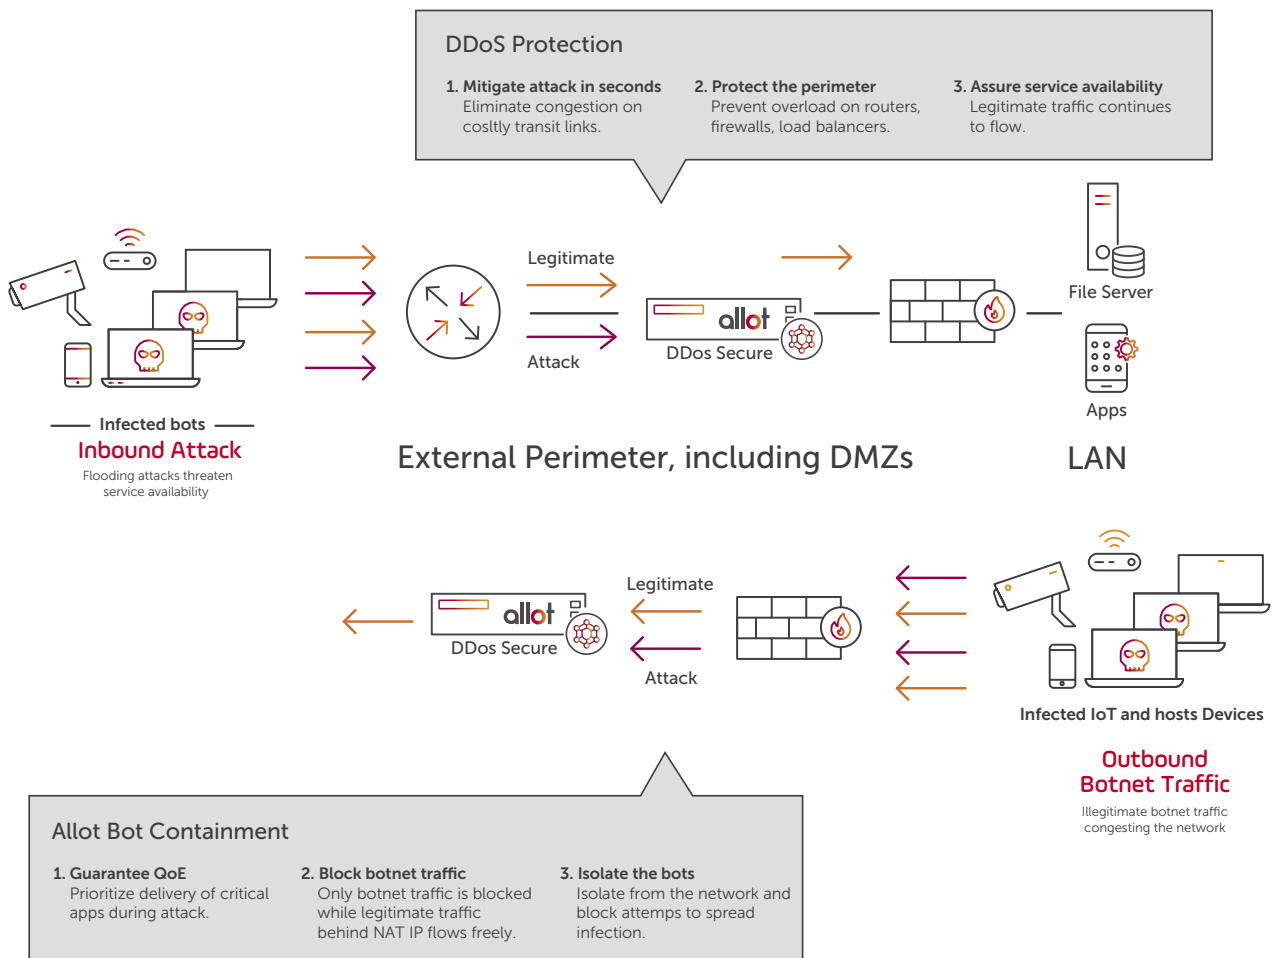 DDoS Protection
1. Mitigate attack in seconds
Eliminate congestion on
costltly transit links.
2. Protect the perimeter
Prevent overload on routers,
firewalls, load balancers.
3. Assure service availability
Legitimate traffic continues
to flow.
Legitimate
Attack
allot
DDos Secure
File Server
Apps
Infected bots
Inbound Attack
Flooding attacks threaten
service availability
External Perimeter, including DMZs
LAN
Legitimate
Attack
allot
DDos Secure
Infected IoT and hosts Devices
Outbound
Botnet Traffic
Illegitimate botnet traffic
congesting the network
Allot Bot Containment
1. Guarantee QoE
Prioritize delivery of critical
apps during attack.
2. Block botnet traffic
Only botnet traffic is blocked
while legitimate traffic
behind NAT IP flows freely.
3. Isolate the bots
Isolate from the network and
block attemps to spread
infection.